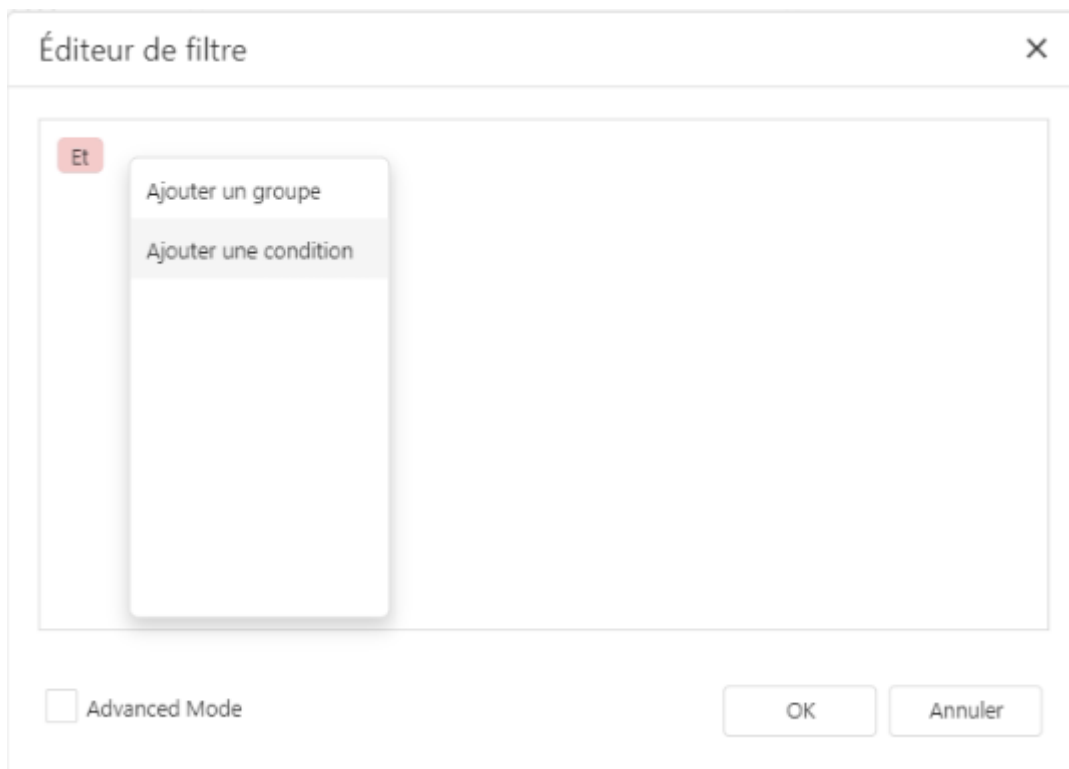 Éditeur de filtre
Et
Ajouter un groupe
Ajouter une condition
Advanced Mode
OK
Annuler